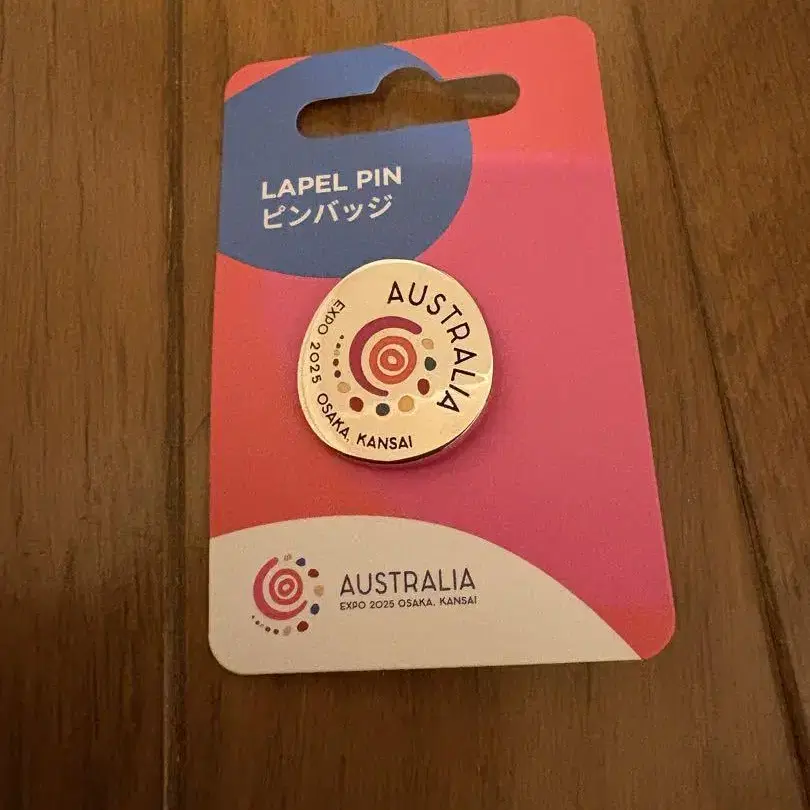 LAPEL PIN
ピンバッジ
AUSTRALIA
EXPO 2025 OSAKA, KANSAI
AUSTRALIA
EXPO 2025 OSAKA, KANSAI